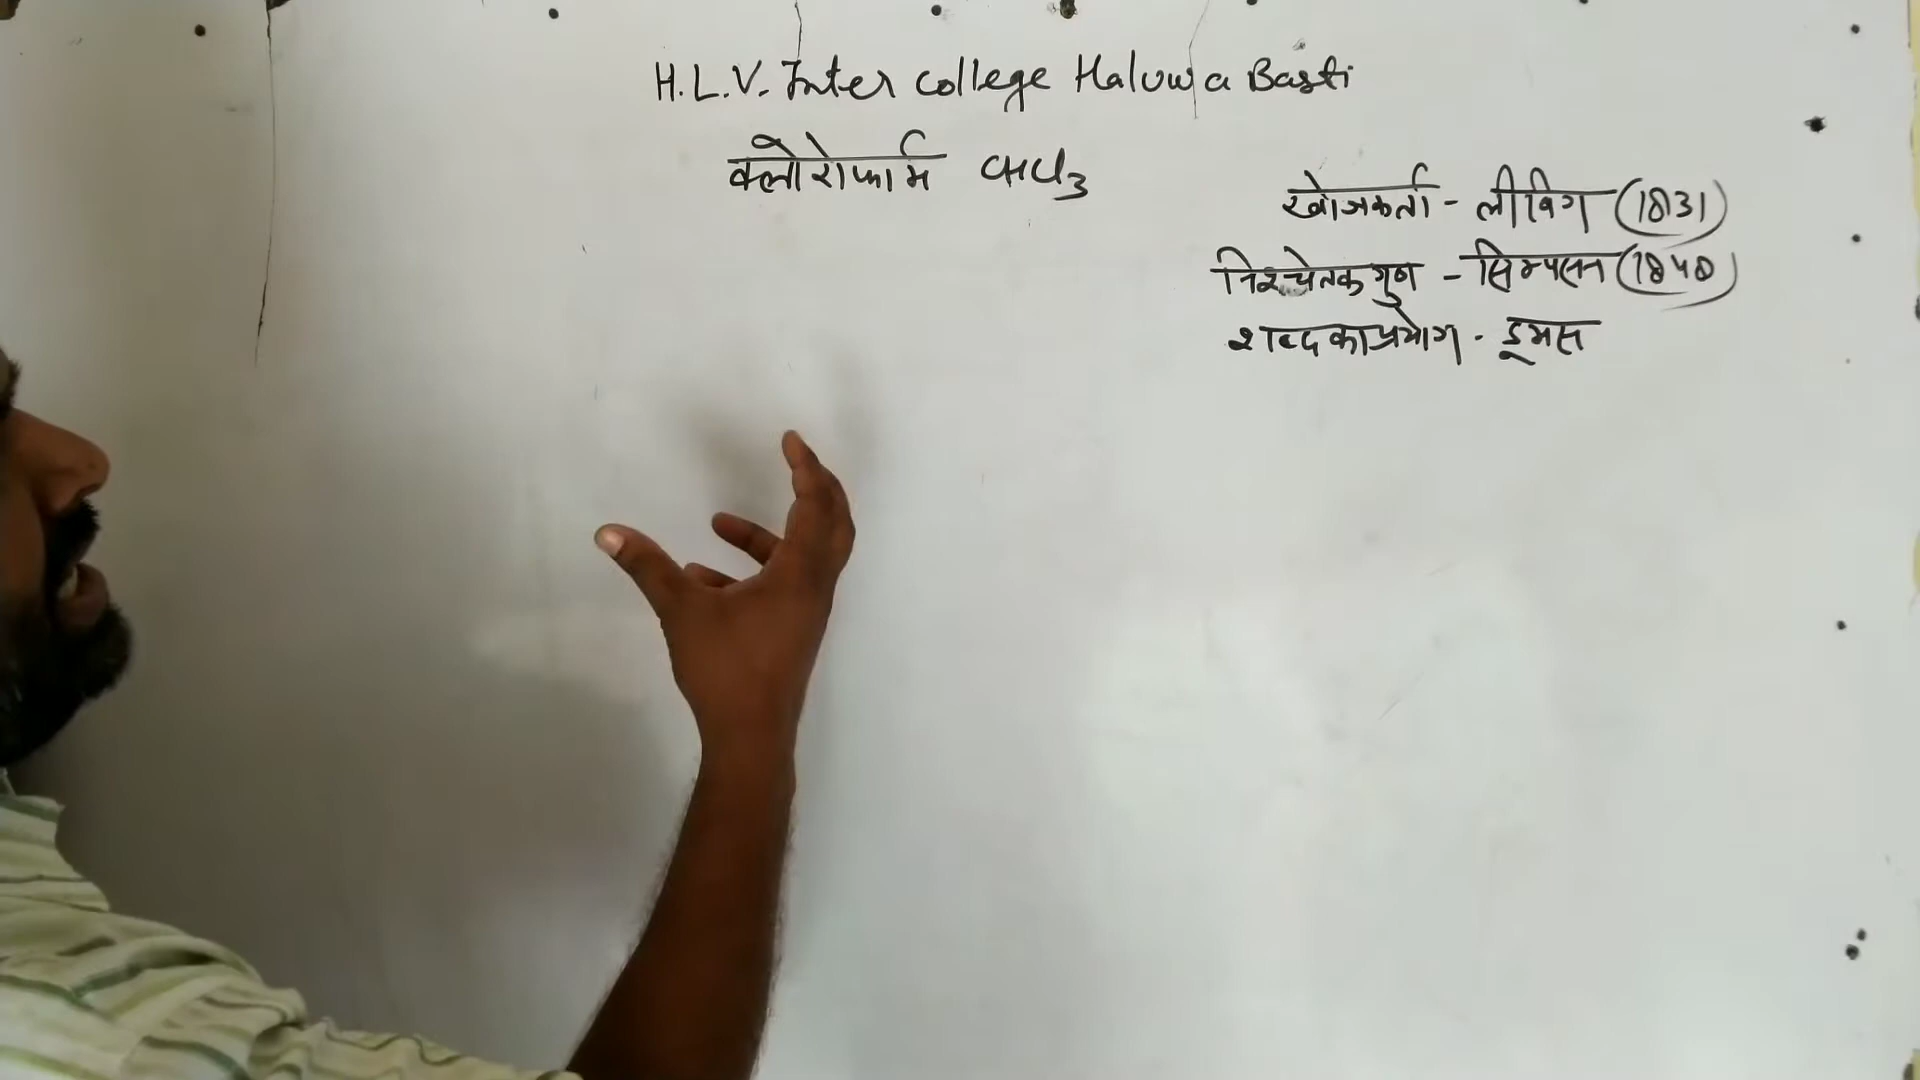 H.L.V. Inter college Haluwa Basti
क्लोरोफार्म CHCl3
खोजकर्ता - लीविग (1831)
निश्चेतक गुण - सिम्पसन (1848)
शब्द का प्रयोग - डूमस